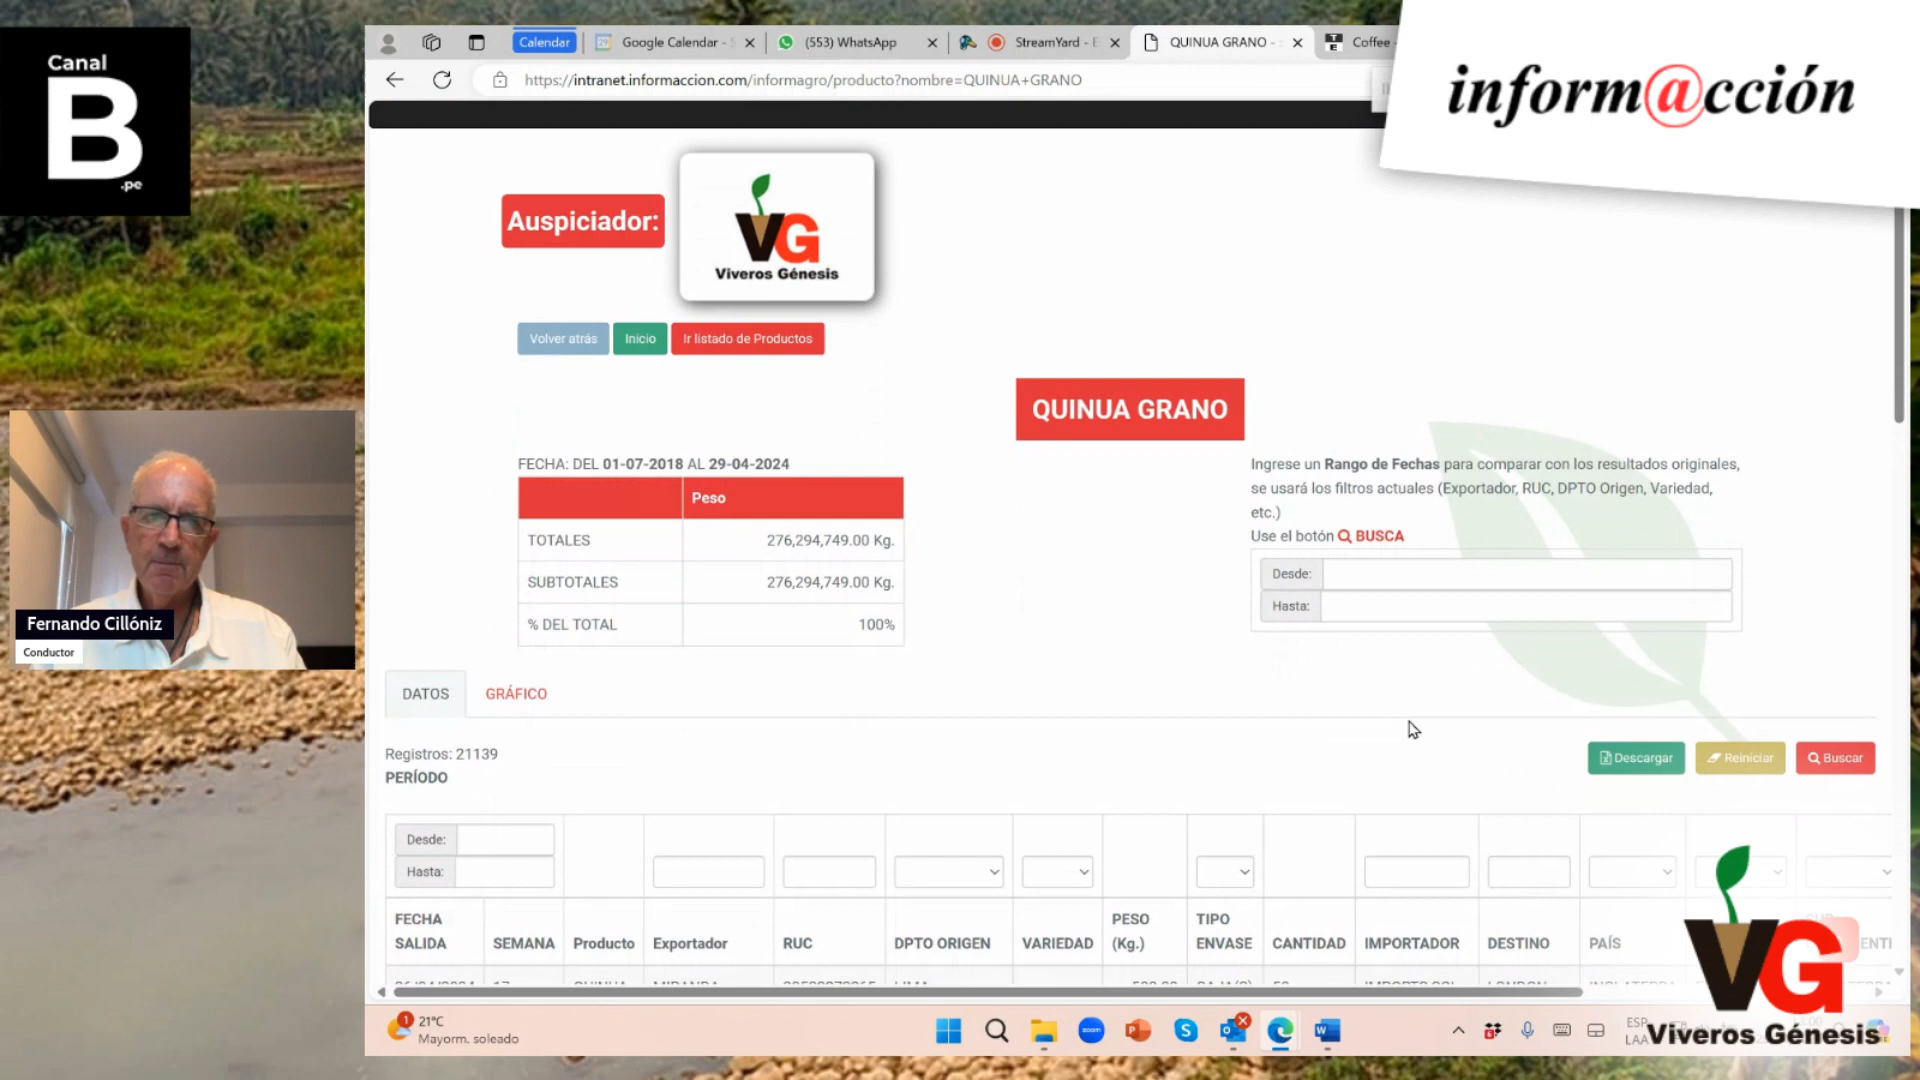 Canal
B
.pe
Calendar
Google Calendar -
(553) WhatsApp
StreamYard - E
QUINUA GRANO -
Coffee
https://intranet.informaccion.com/informagro/producto?nombre=QUINUA+GRANO
inform@cción
Auspiciador:
VG
Viveros Génesis
Volver atrás
Inicio
Ir listado de Productos
QUINUA GRANO
FECHA: DEL 01-07-2018 AL 29-04-2024
Peso
TOTALES 276,294,749.00 Kg.
SUBTOTALES 276,294,749.00 Kg.
% DEL TOTAL 100%
Ingrese un Rango de Fechas para comparar con los resultados originales,
se usará los filtros actuales (Exportador, RUC, DPTO Origen, Variedad,
etc.)
Use el botón BUSCA
Desde:
Hasta:
Fernando Cillóniz
Conductor
DATOS
GRÁFICO
Registros: 21139
PERÍODO
Descargar
Reiniciar
Buscar
Desde:
Hasta:
FECHA SALIDA
SEMANA
Producto
Exportador
RUC
DPTO ORIGEN
VARIEDAD
PESO (Kg.)
TIPO ENVASE
CANTIDAD
IMPORTADOR
DESTINO
PAÍS
21°C
Mayorm. soleado
zoom
ESP
LAA
VG
Viveros Génesis